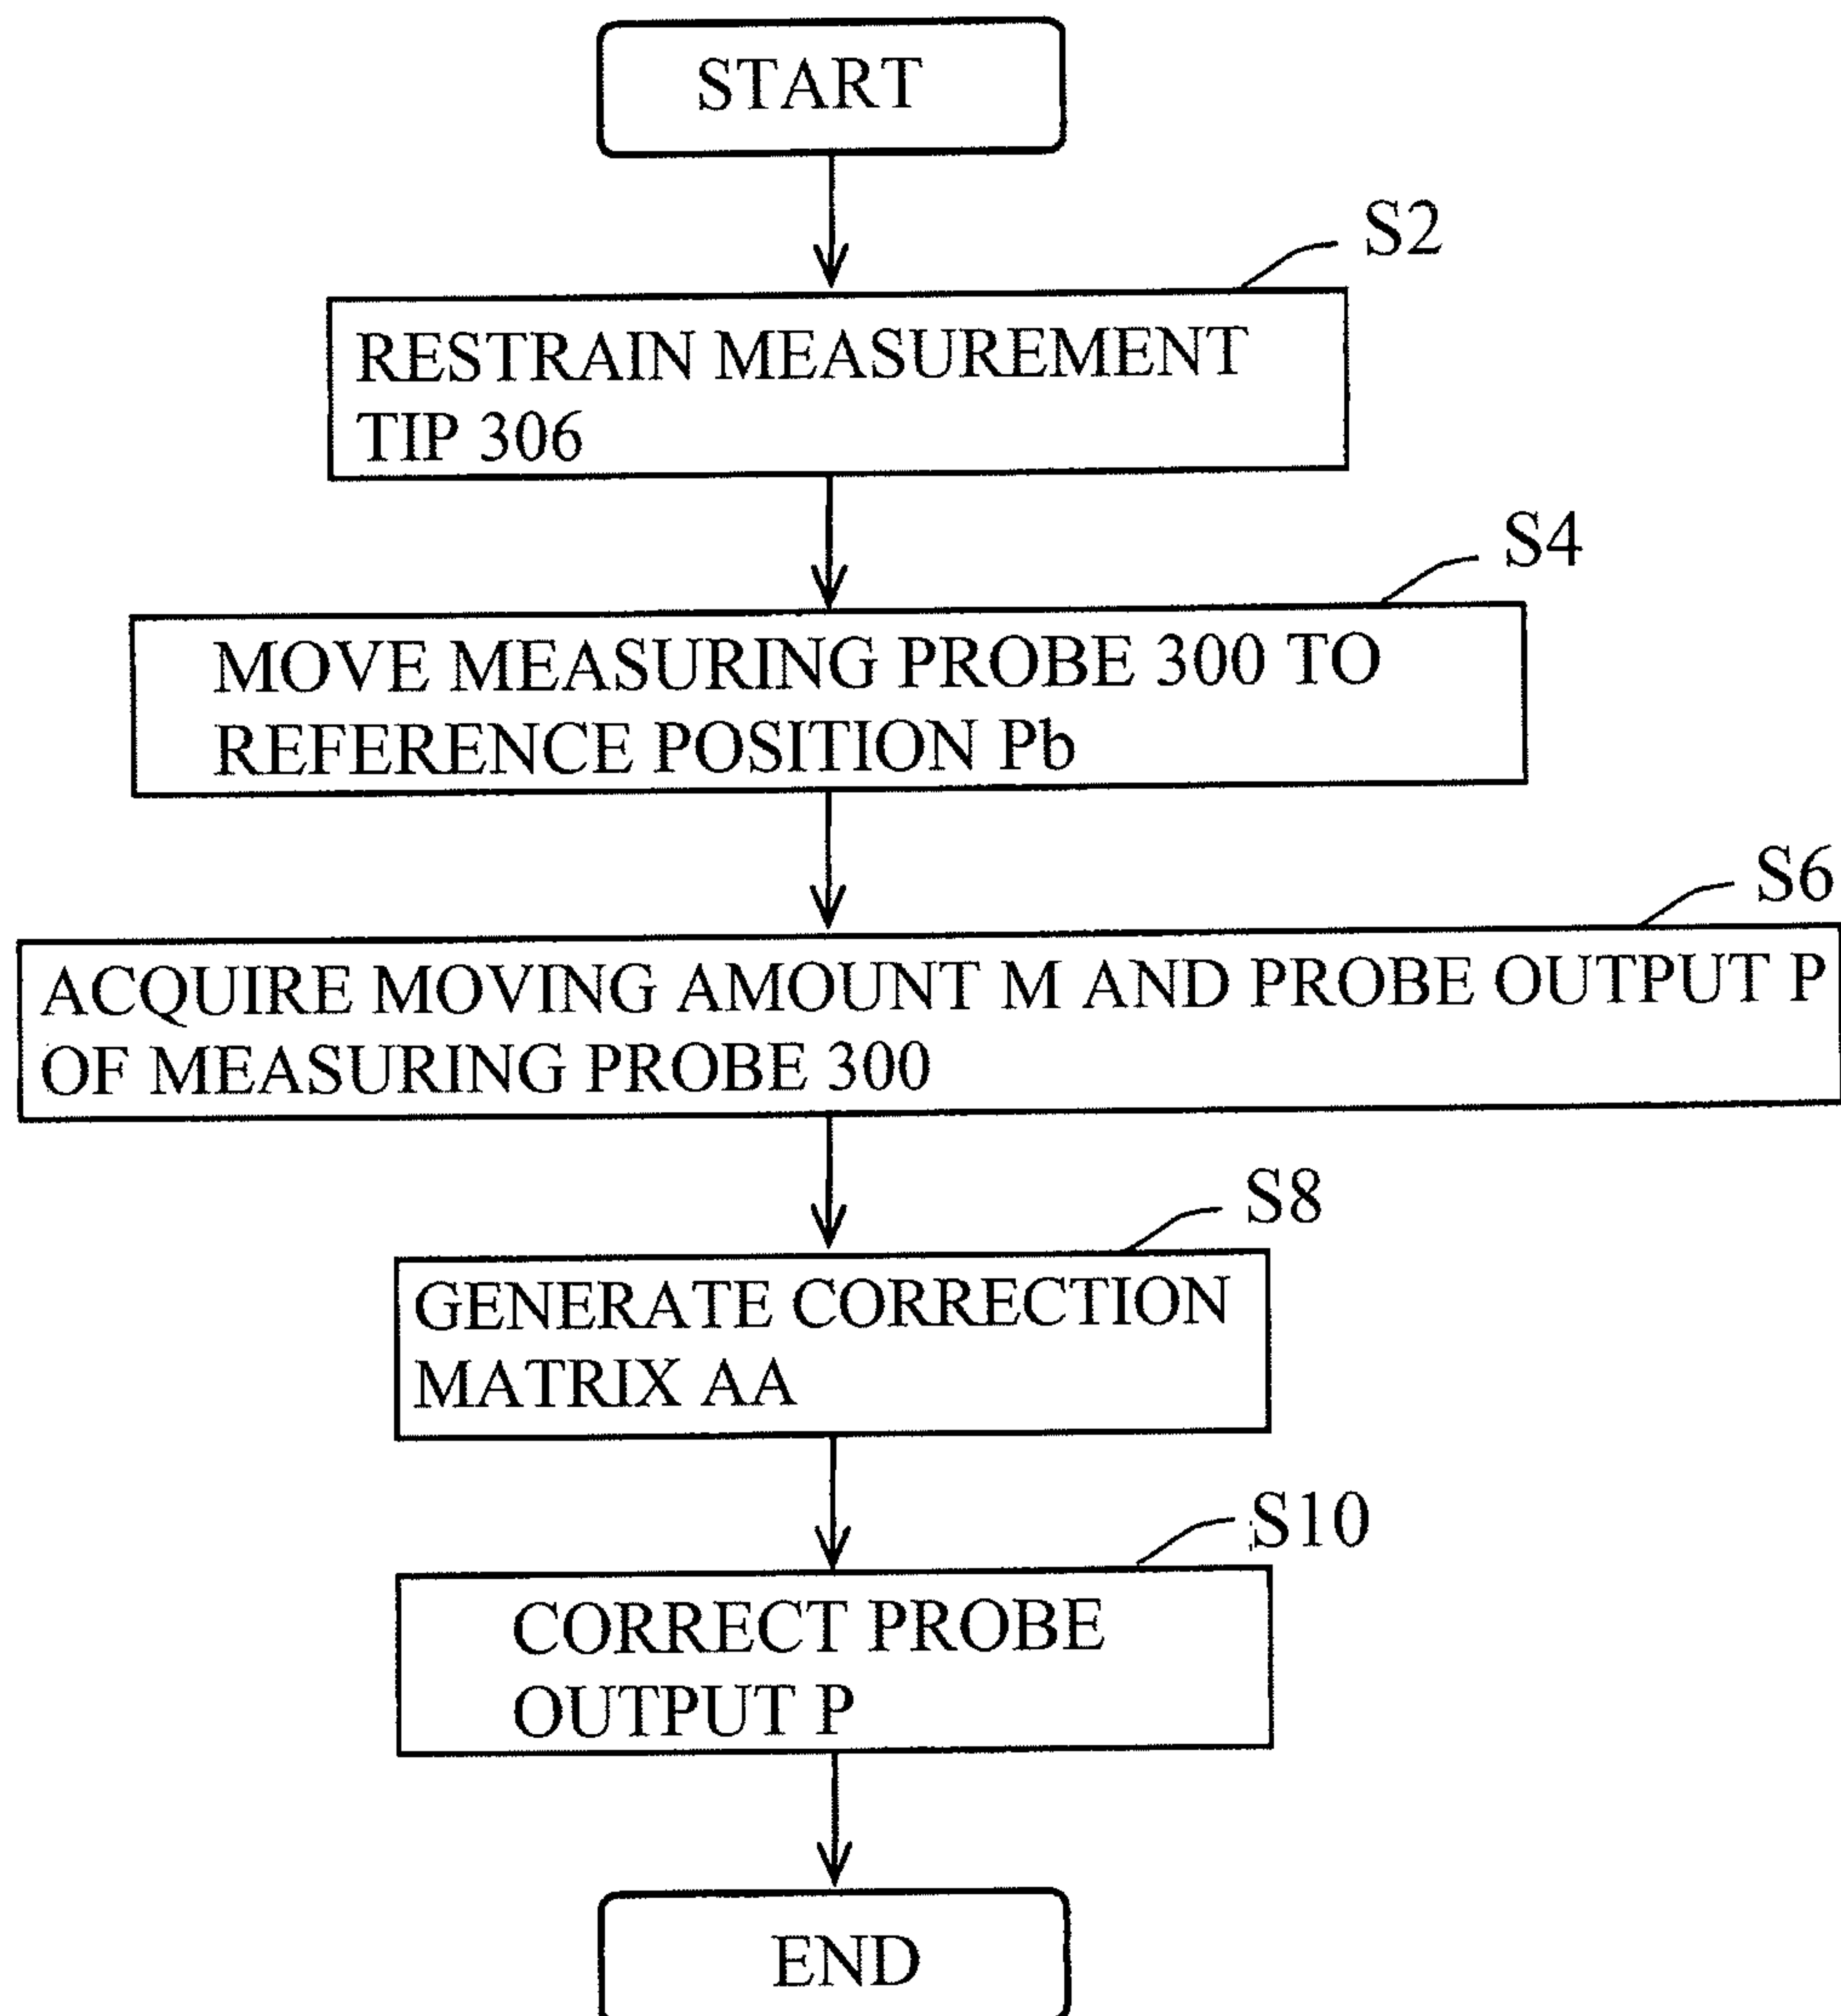 START
S2
RESTRAIN MEASUREMENT
TIP 306
S4
MOVE MEASURING PROBE 300 TO
REFERENCE POSITION Pb
S6
ACQUIRE MOVING AMOUNT M AND PROBE OUTPUT P
OF MEASURING PROBE 300
S8
GENERATE CORRECTION
MATRIX AA
S10
CORRECT PROBE
OUTPUT P
END